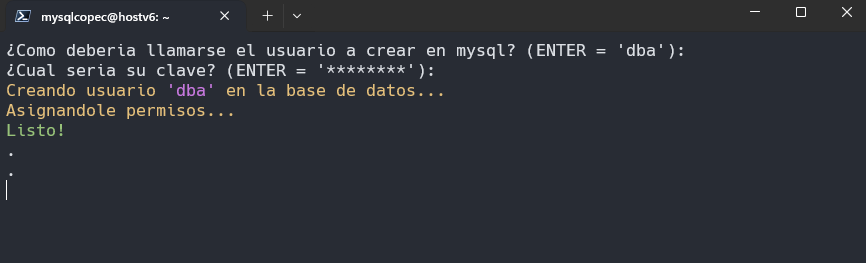 mysqlcopec@hostv6: ~
¿Como deberia llamarse el usuario a crear en mysql? (ENTER = 'dba'):
¿Cual seria su clave? (ENTER = '********'):
Creando usuario 'dba' en la base de datos...
Asignandole permisos...
Listo!
.
.